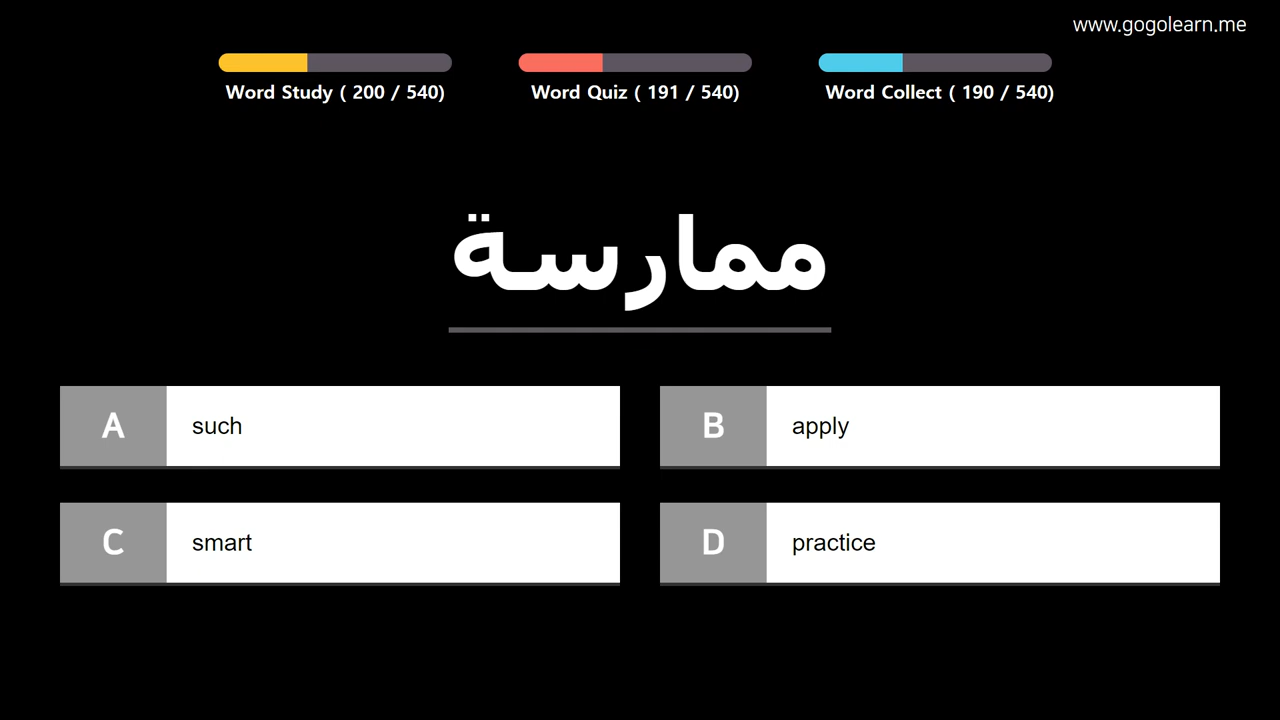 www.gogolearn.me
Word Study ( 200 / 540)
Word Quiz ( 191 / 540)
Word Collect ( 190 / 540)
ممارسة
A such
B apply
C smart
D practice